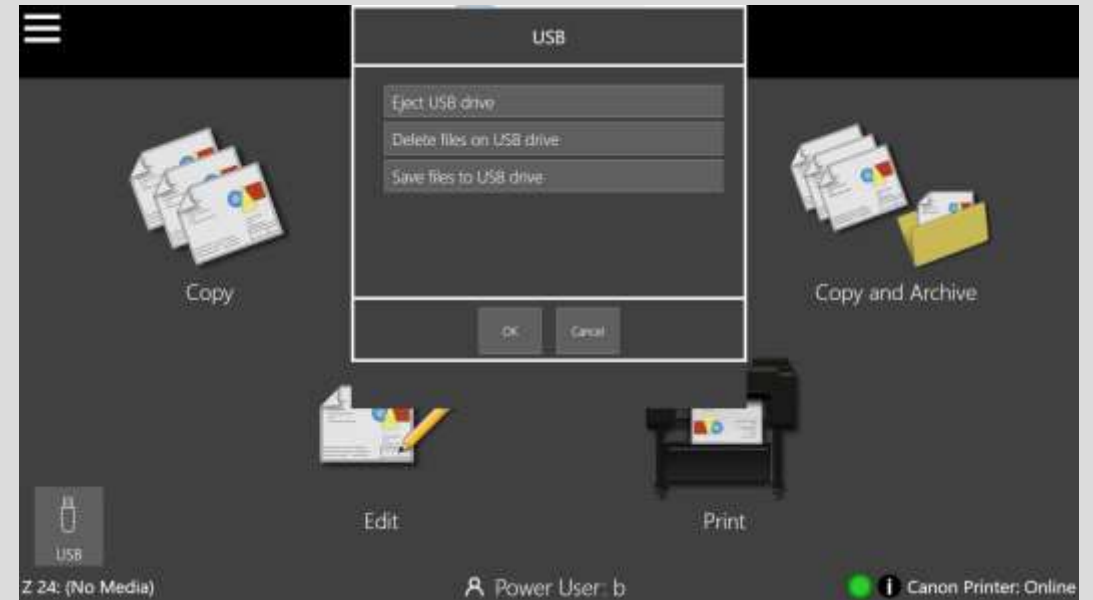 USB
Eject USB drive
Delete files on USB drive
Save files to USB drive
OK
Cancel
Copy
Copy and Archive
Edit
Print
USB
Z 24: (No Media)
Power User: b
Canon Printer: Online